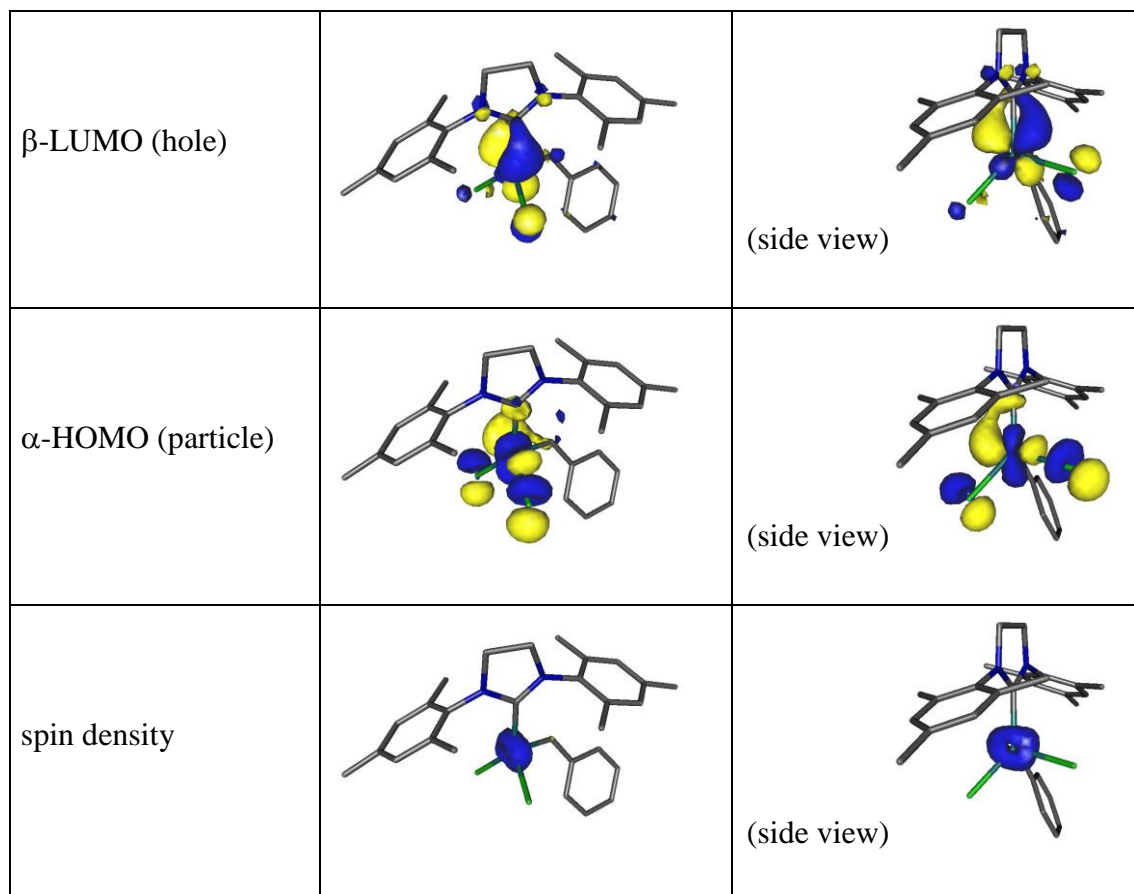 β-LUMO (hole)
(side view)
α-HOMO (particle)
(side view)
spin density
(side view)